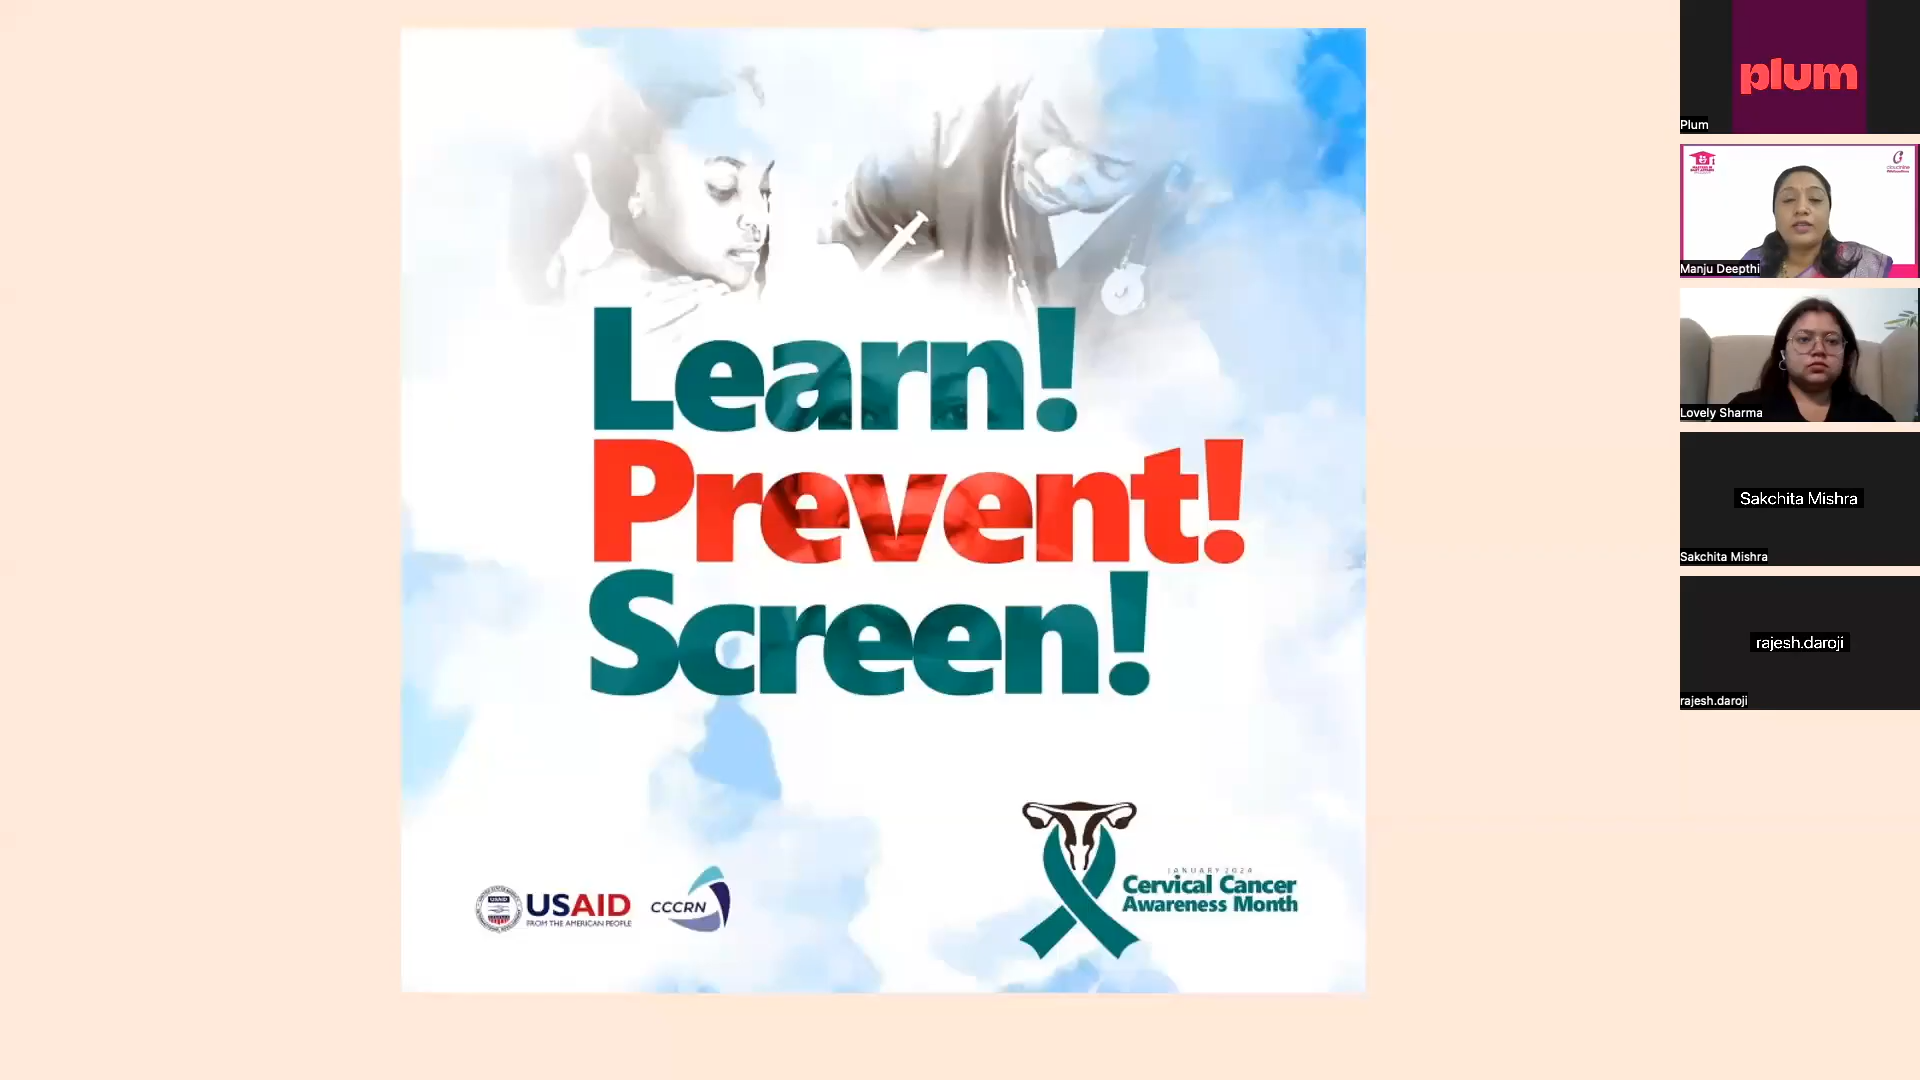 Learn!
Prevent!
Screen!
USAID
FROM THE AMERICAN PEOPLE
CCCRN
JANUARY 2024
Cervical Cancer
Awareness Month
plum
Plum
Manju Deepthi
Lovely Sharma
Sakchita Mishra
Sakchita Mishra
rajesh.daroji
rajesh.daroji